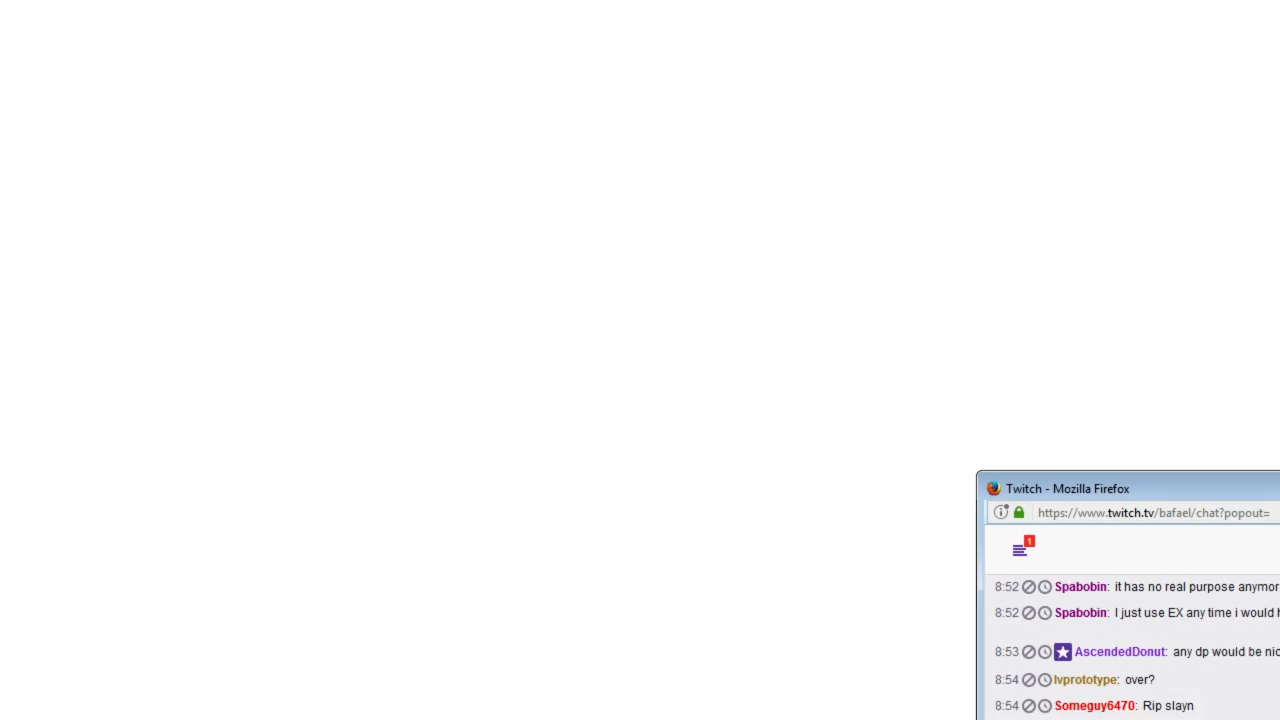 Twitch - Mozilla Firefox
https://www.twitch.tv/bafael/chat?popout=
1
8:52 Spabobin: it has no real purpose anymor
8:52 Spabobin: I just use EX any time i would
8:53 AscendedDonut: any dp would be nic
8:54 lvprototype: over?
8:54 Someguy6470: Rip slayn